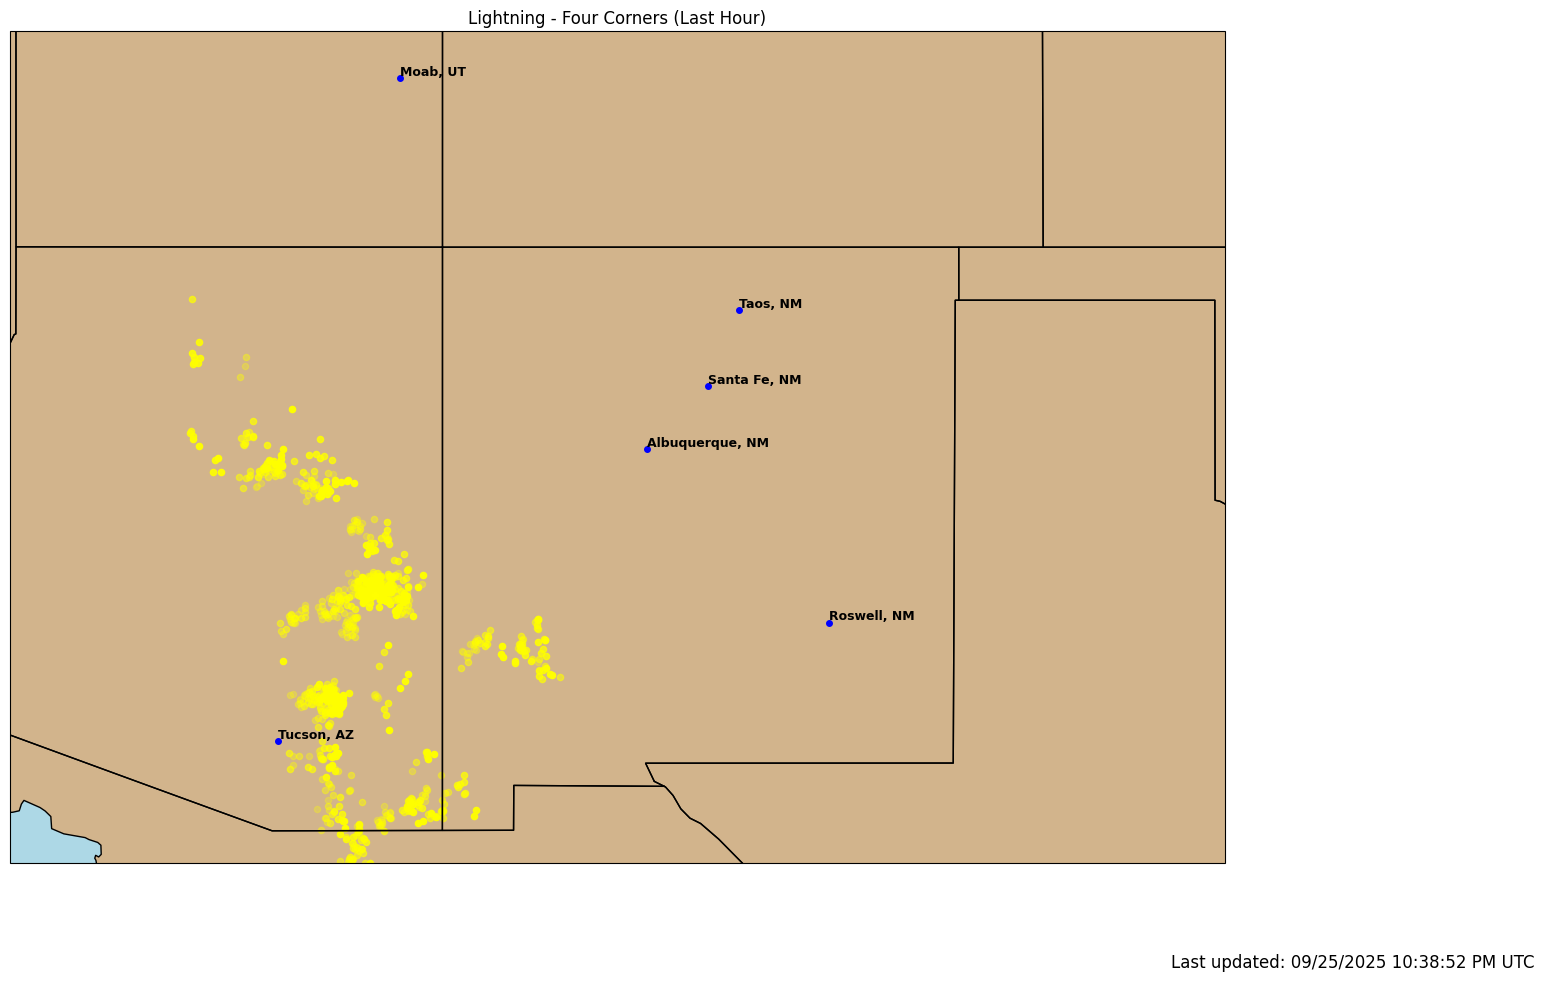 Lightning - Four Corners (Last Hour)
Moab, UT
Taos, NM
Santa Fe, NM
Albuquerque, NM
Roswell, NM
Tucson, AZ
Last updated: 09/25/2025 10:38:52 PM UTC